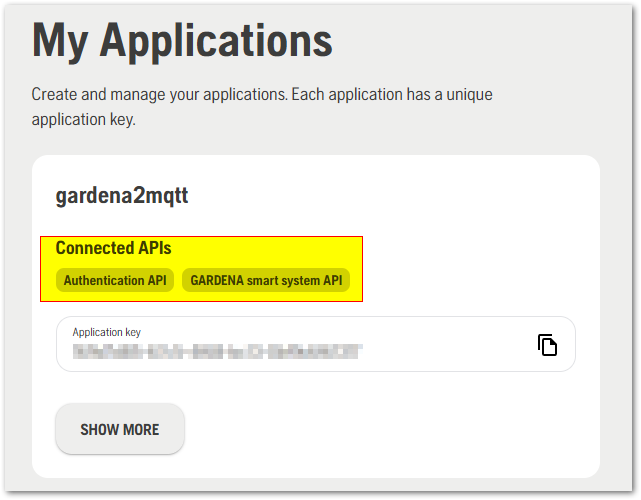 My Applications
Create and manage your applications. Each application has a unique
application key.
gardena2mqtt
Connected APIs
Authentication API GARDENA smart system API
Application key
SHOW MORE